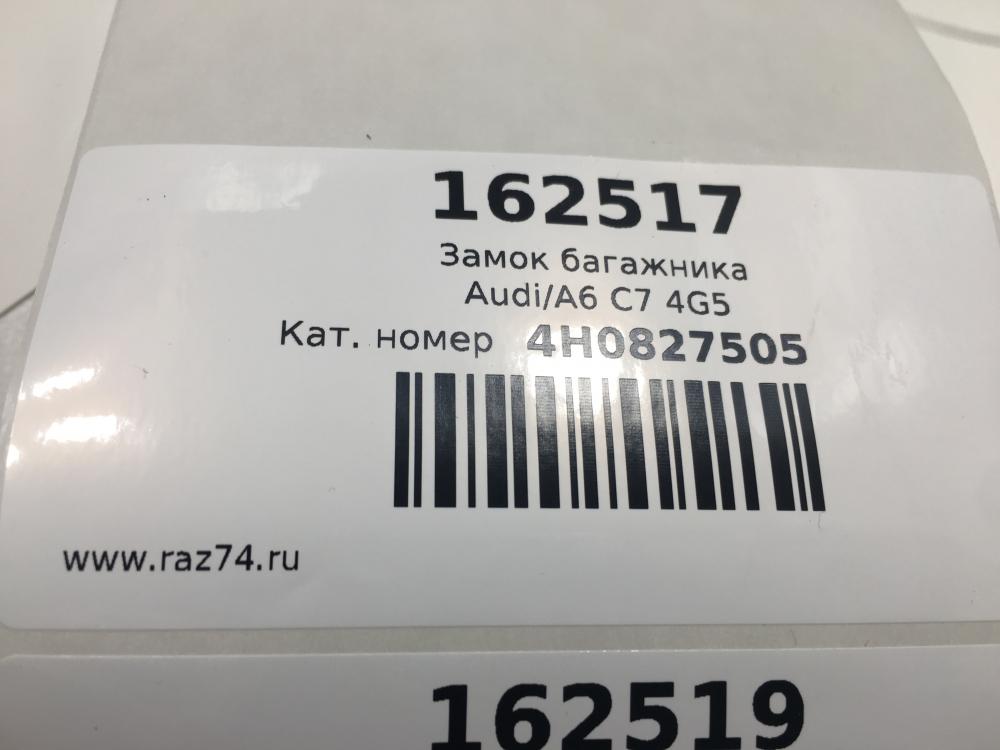 162517
Замок багажника
Audi/A6 C7 4G5
Кат. номер 4H0827505
www.raz74.ru
162519